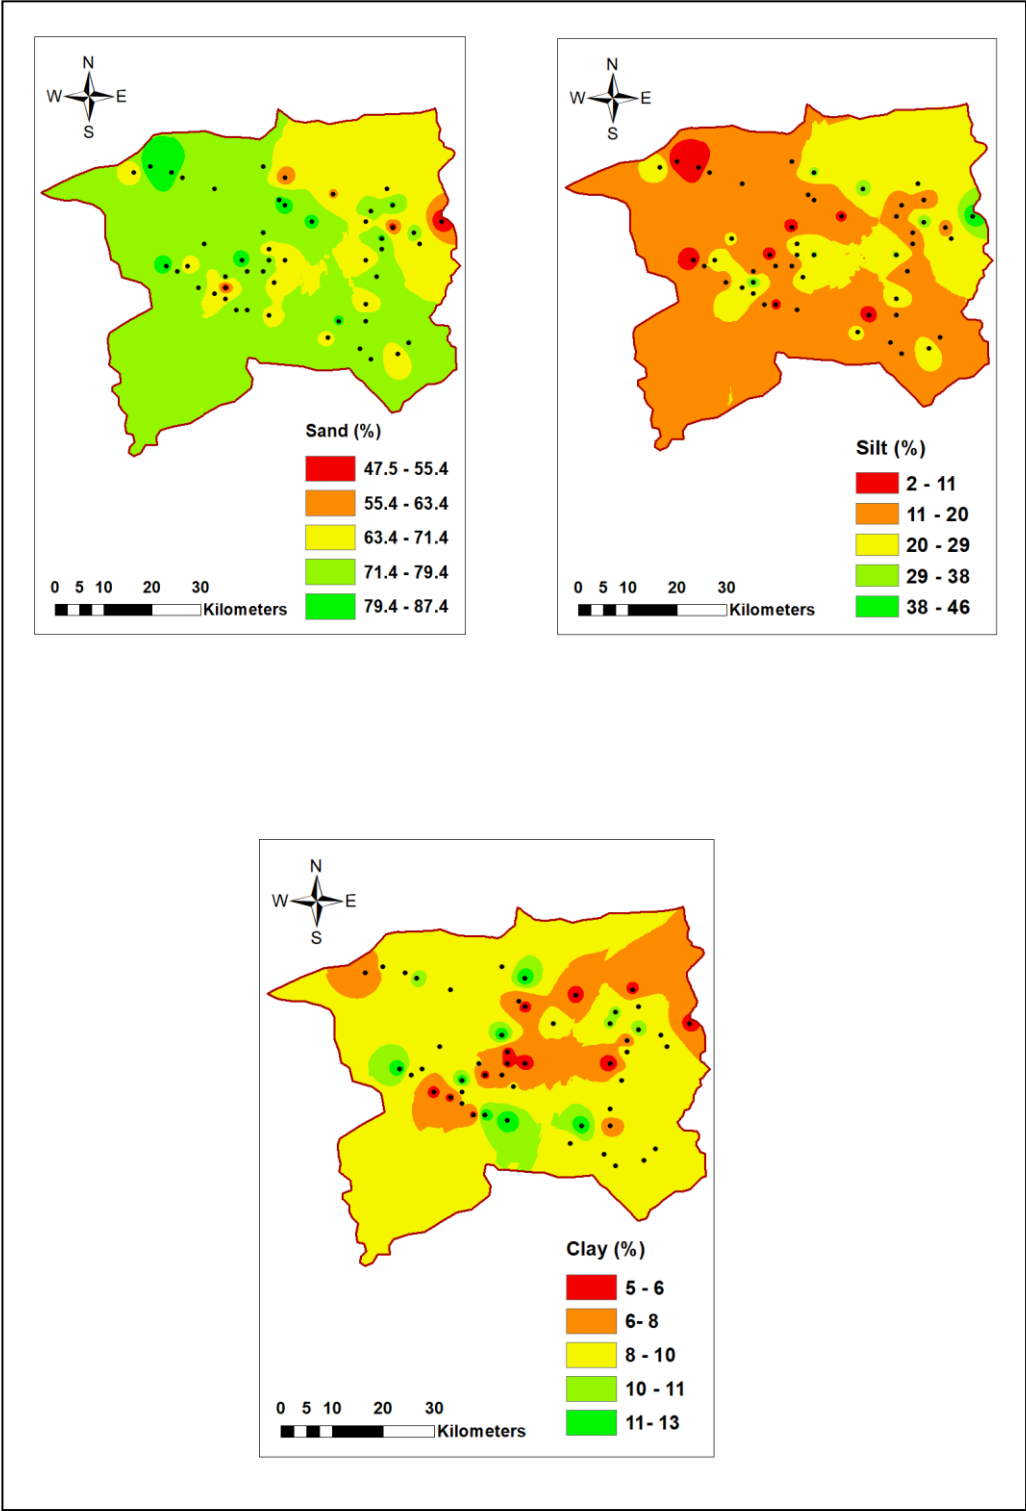 N
W E
S
Sand (%)
47.5 - 55.4
55.4 - 63.4
63.4 - 71.4
71.4 - 79.4
79.4 - 87.4
0 5 10 20 30
Kilometers
N
W E
S
Silt (%)
2 - 11
11 - 20
20 - 29
29 - 38
38 - 46
0 5 10 20 30
Kilometers
N
W E
S
Clay (%)
5 - 6
6- 8
8 - 10
10 - 11
11- 13
0 5 10 20 30
Kilometers